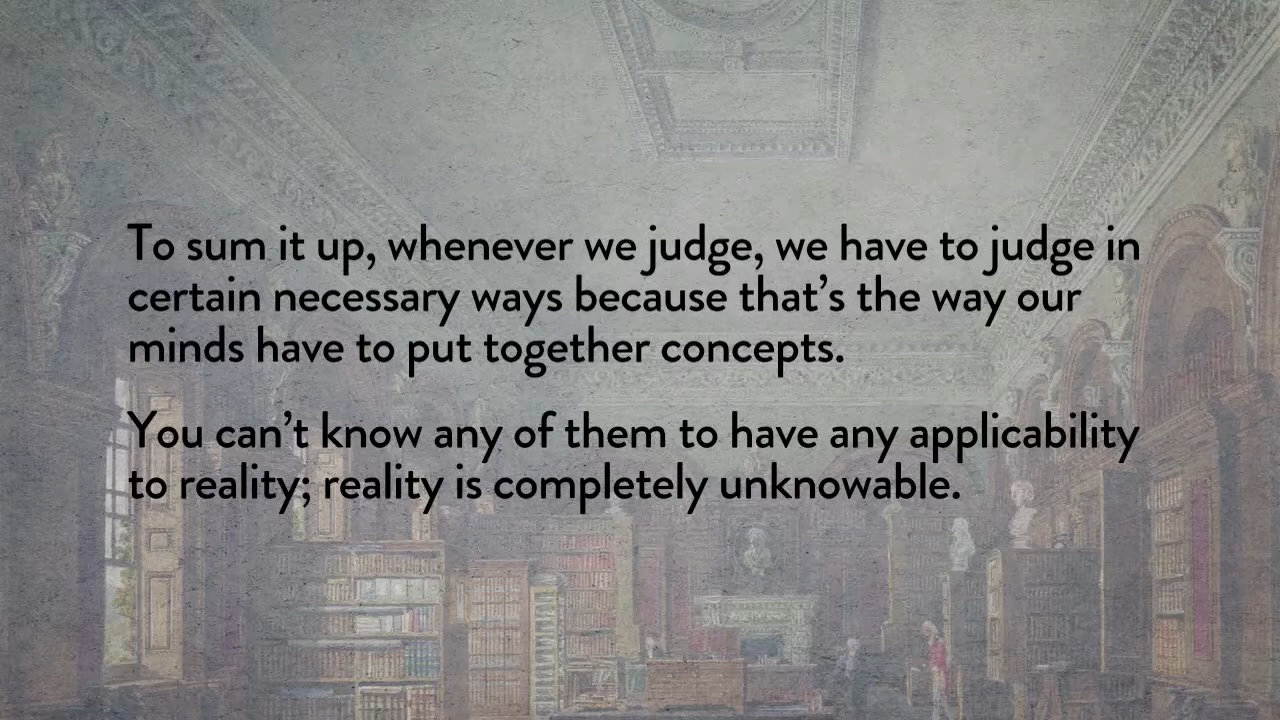 To sum it up, whenever we judge, we have to judge in
certain necessary ways because that’s the way our
minds have to put together concepts.
You can’t know any of them to have any applicability
to reality; reality is completely unknowable.